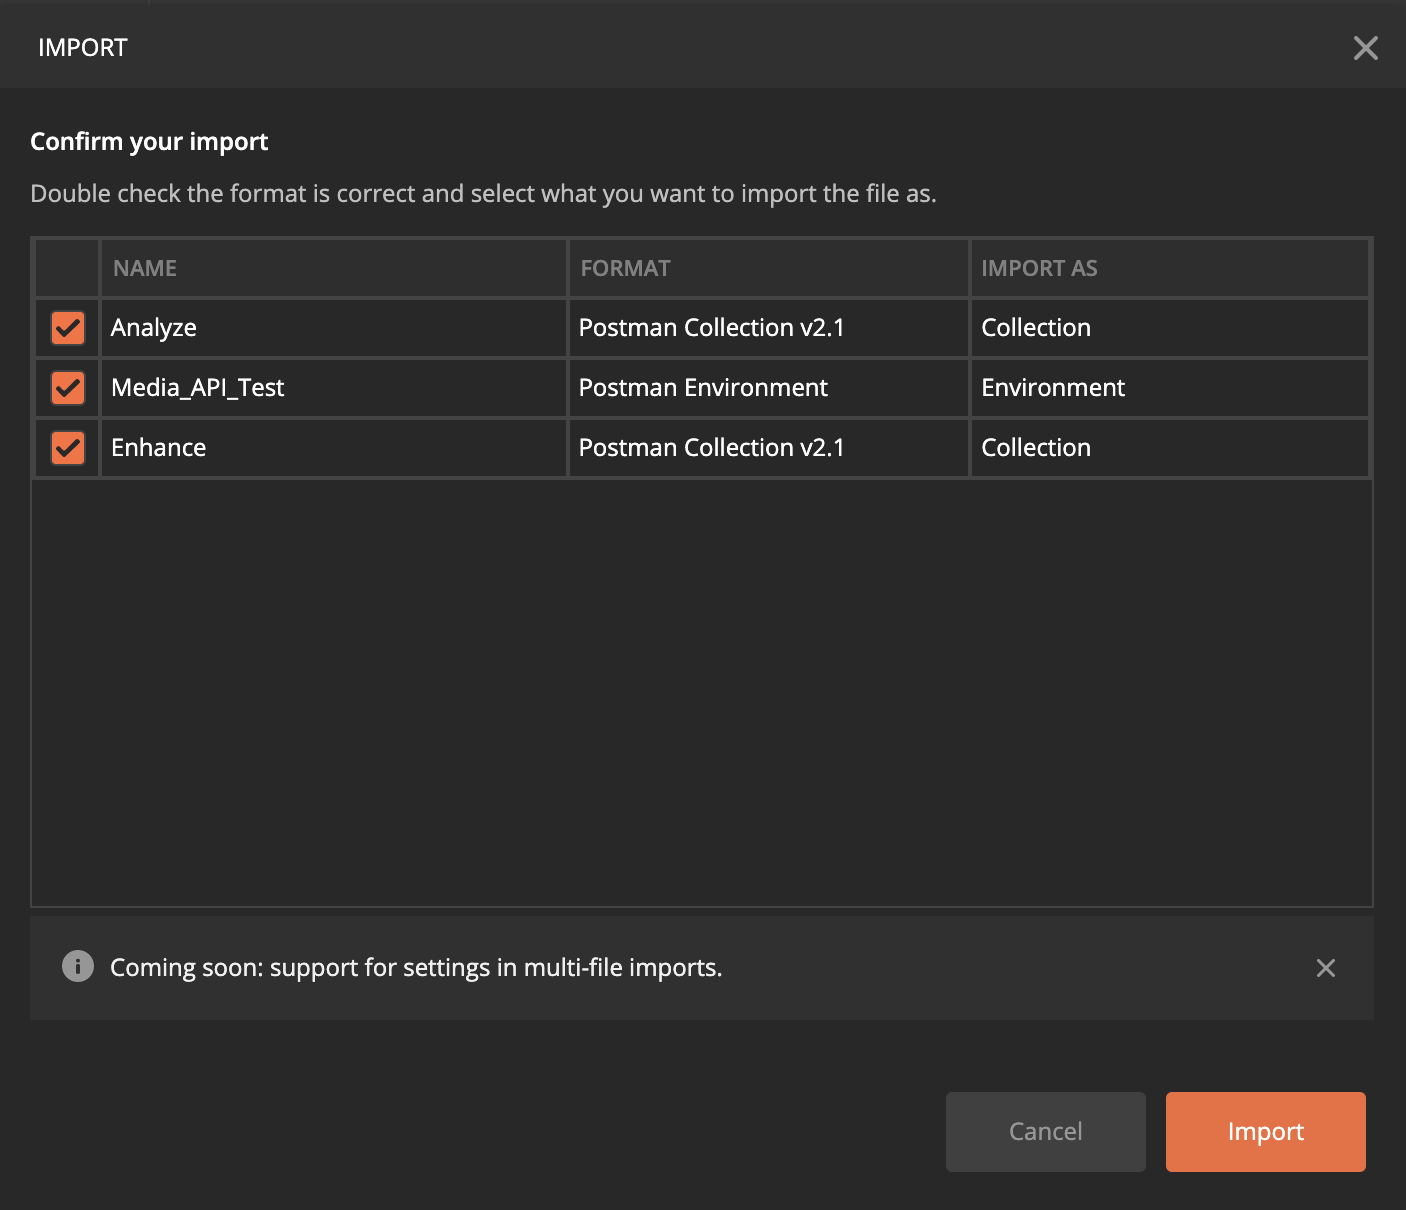 IMPORT
Confirm your import
Double check the format is correct and select what you want to import the file as.
NAME FORMAT IMPORT AS
Analyze Postman Collection v2.1 Collection
Media_API_Test Postman Environment Environment
Enhance Postman Collection v2.1 Collection
Coming soon: support for settings in multi-file imports.
Cancel Import